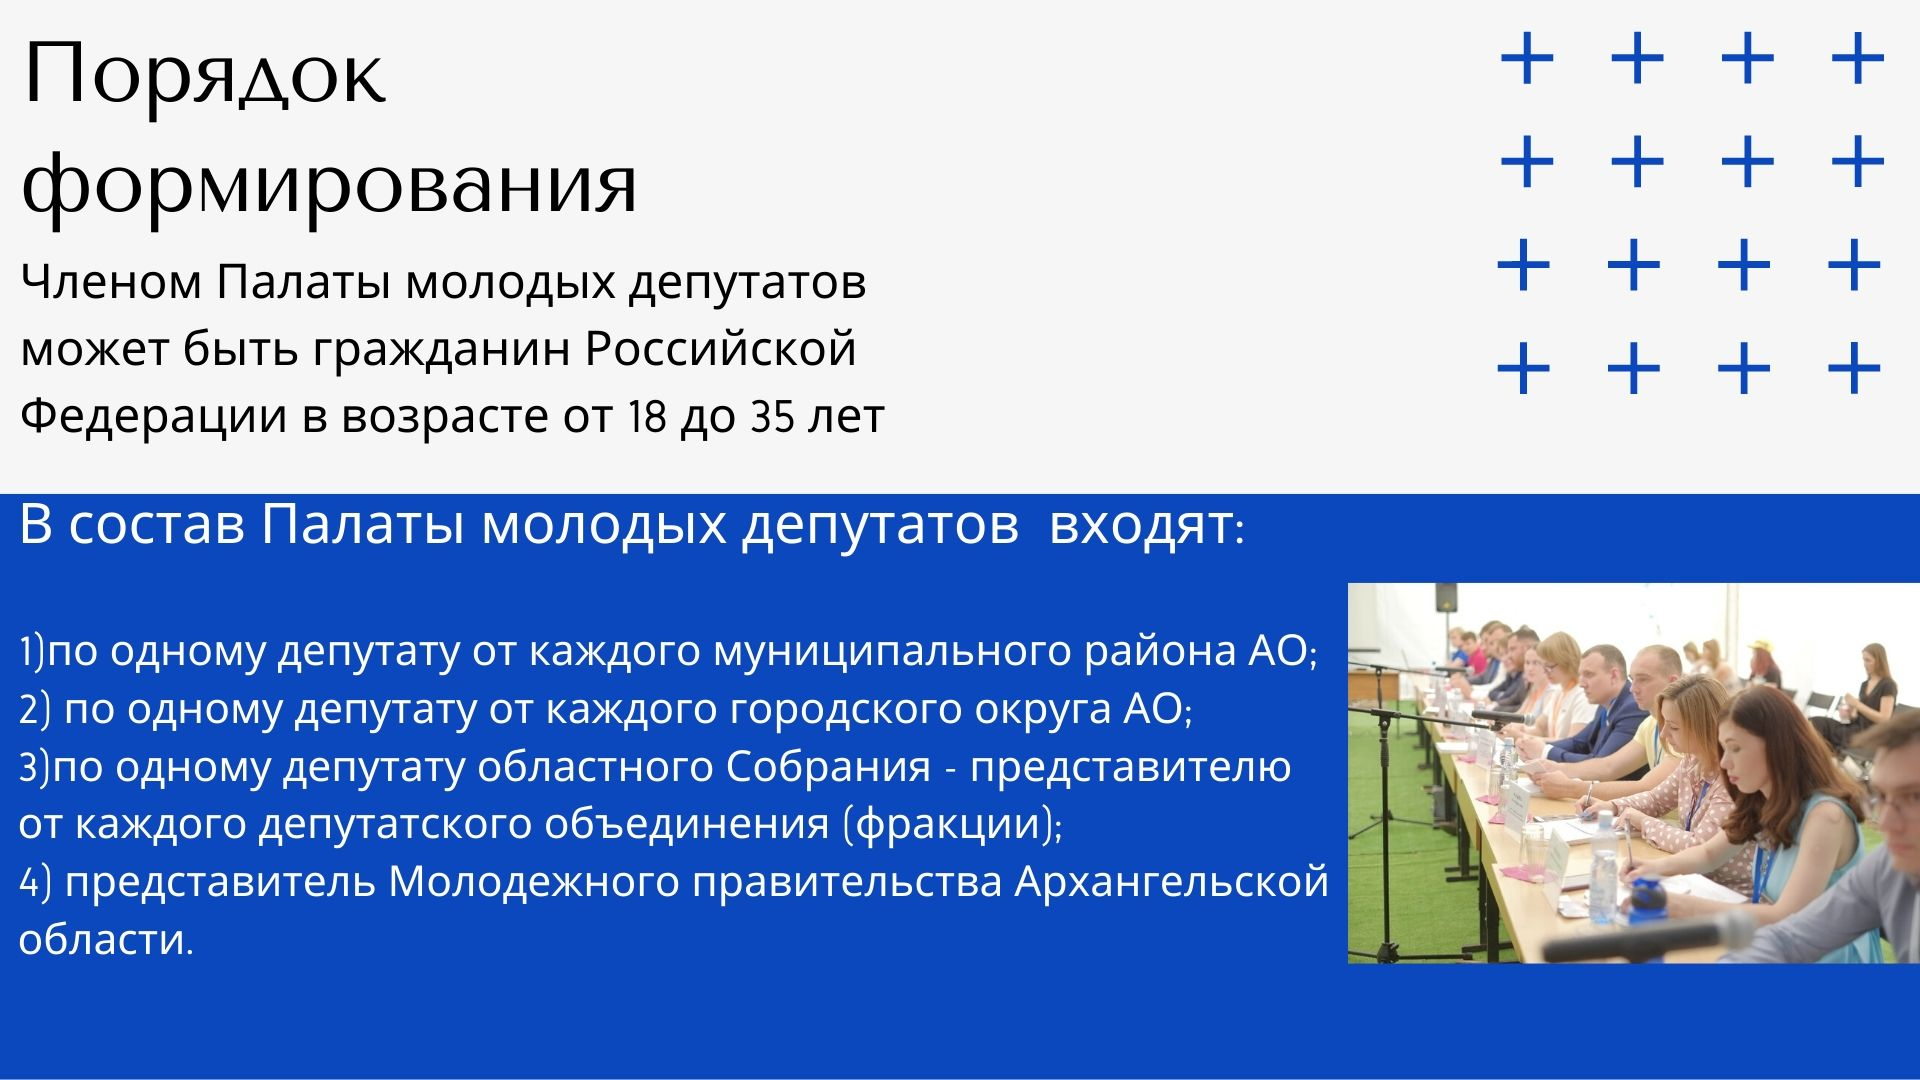 Порядок
формирования
Членом Палаты молодых депутатов
может быть гражданин Российской
Федерации в возрасте от 18 до 35 лет
В состав Палаты молодых депутатов  входят:
1)по одному депутату от каждого муниципального района АО;
2) по одному депутату от каждого городского округа АО;
3)по одному депутату областного Собрания - представителю
от каждого депутатского объединения (фракции);
4) представитель Молодежного правительства Архангельской
области.